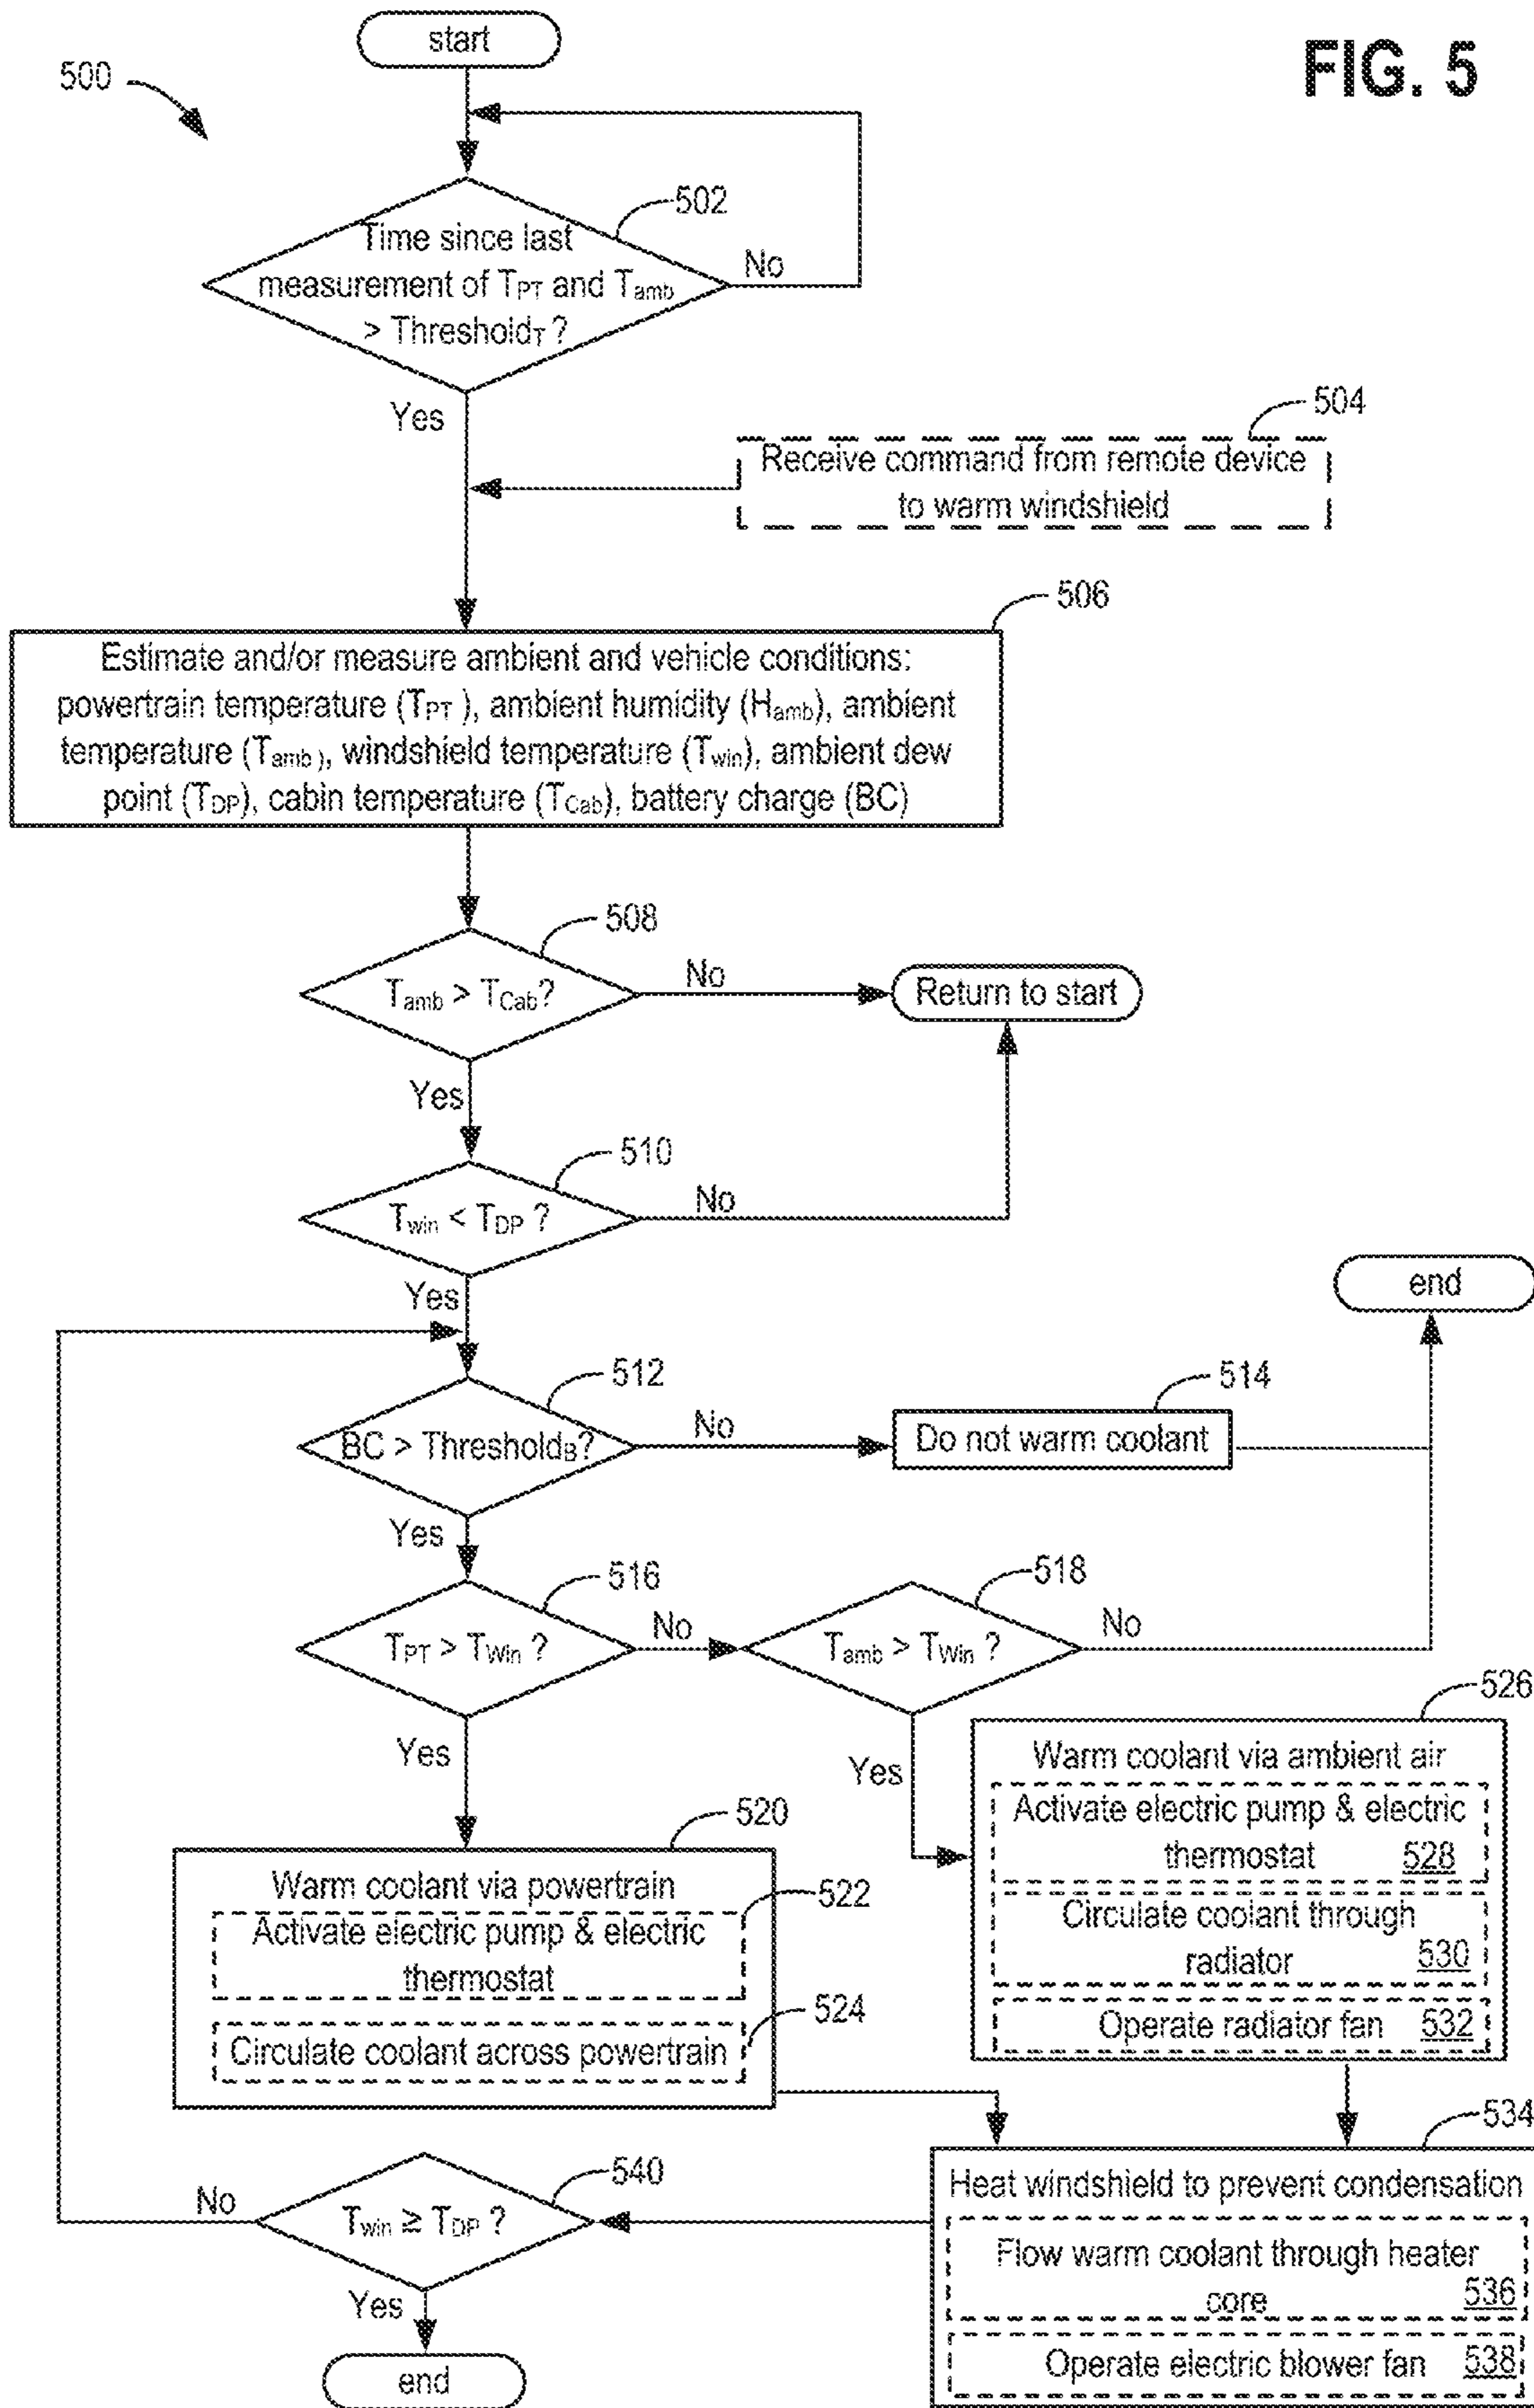 FIG. 5
start
500
502
Time since last
measurement of TPT and Tamb
> ThresholdT ?
No
Yes
504
Receive command from remote device
to warm windshield
506
Estimate and/or measure ambient and vehicle conditions:
powertrain temperature (TPT ), ambient humidity (Hamb), ambient
temperature (Tamb ), windshield temperature (Twin), ambient dew
point (TDP), cabin temperature (TCab), battery charge (BC)
508
Tamb > TCab?
No
Return to start
Yes
510
Twin < TDP ?
No
Yes
end
512
BC > ThresholdB?
No
514
Do not warm coolant
Yes
516
TPT > TWin ?
No
518
Tamb > TWin ?
No
Yes
Yes
526
Warm coolant via ambient air
Activate electric pump & electric
thermostat 528
Circulate coolant through
radiator 530
Operate radiator fan 532
520
Warm coolant via powertrain
522
Activate electric pump & electric
thermostat
524
Circulate coolant across powertrain
534
Heat windshield to prevent condensation
Flow warm coolant through heater
core 536
Operate electric blower fan 538
540
Twin ≥ TDP ?
No
Yes
end